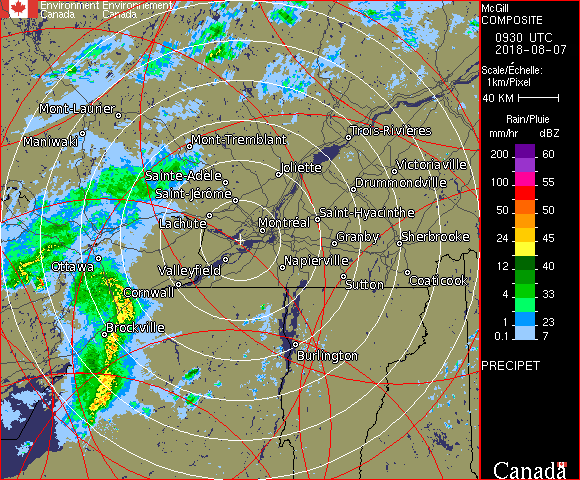 Environment Environnement
Canada Canada
McGill
COMPOSITE
0930 UTC
2018-08-07
Scale/Échelle:
1km/Pixel
40 KM
Rain/Pluie
mm/hr dBZ
200 60
150 57
100 55
50 50
24 45
12 40
4 33
1 23
0.1 7
PRECIPET
Canada
Mont-Laurier
Maniwaki
Mont-Tremblant
Trois-Rivières
Sainte-Adèle
Joliette
Victoriaville
Saint-Jérôme
Drummondville
Lachute
Montréal
Saint-Hyacinthe
Granby
Sherbrooke
Ottawa
Valleyfield
Napierville
Cornwall
Sutton
Coaticook
Brockville
Burlington